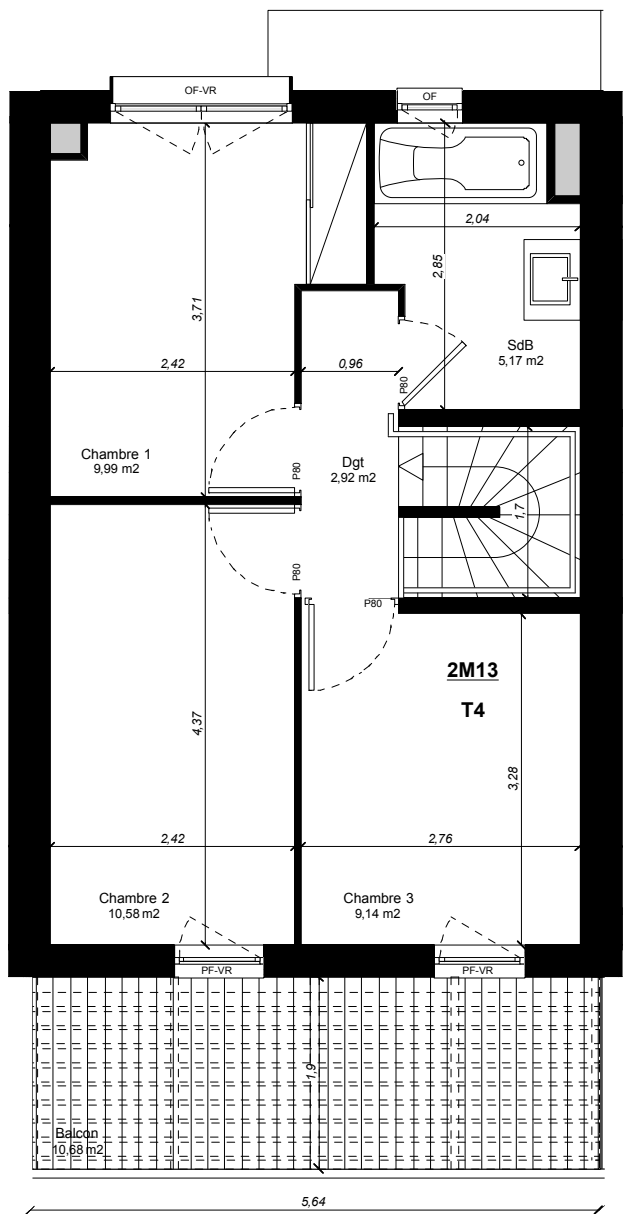 OF-VR
OF
2,04
2,85
3,71
SdB
5,17 m2
2,42
0,96
P80
Chambre 1
9,99 m2
Dgt
2,92 m2
P80
1,7
P80
P80
2M13
T4
4,37
3,28
2,42
2,76
Chambre 2
10,58 m2
Chambre 3
9,14 m2
PF-VR
PF-VR
1,9
Balcon
10,68 m2
5,64